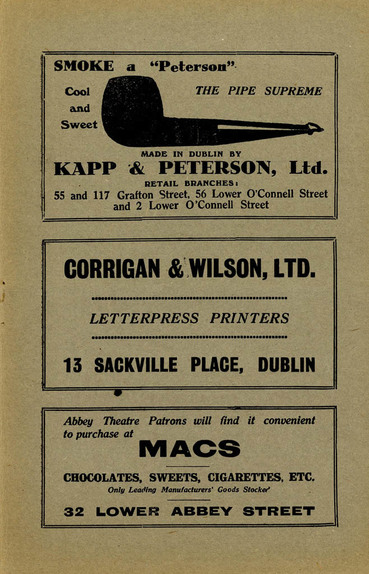 SMOKE a "Peterson"
Cool
and
Sweet
THE PIPE SUPREME
MADE IN DUBLIN BY
KAPP & PETERSON, Ltd.
RETAIL BRANCHES:
55 and 117 Grafton Street, 56 Lower O'Connell Street
and 2 Lower O'Connell Street
CORRIGAN & WILSON, LTD.
LETTERPRESS PRINTERS
13 SACKVILLE PLACE, DUBLIN
Abbey Theatre Patrons will find it convenient
to purchase at
MACS
CHOCOLATES, SWEETS, CIGARETTES, ETC.
Only Leading Manufacturers' Goods Stocked
32 LOWER ABBEY STREET